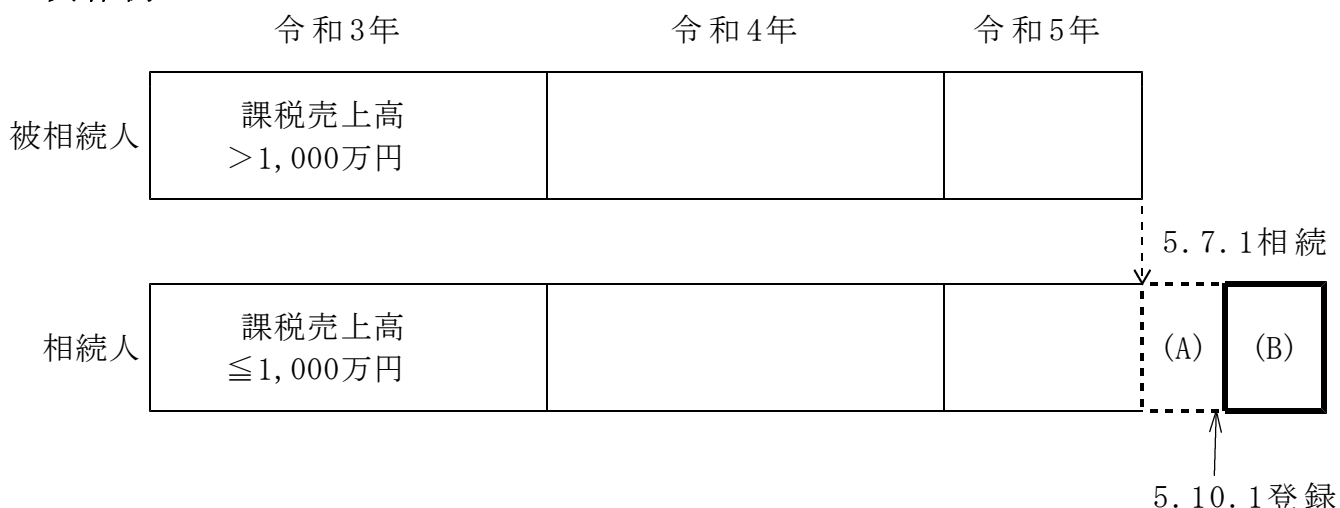 令和3年 令和4年 令和5年
被相続人
課税売上高
＞1,000万円
5.7.1相続
相続人
課税売上高
≦1,000万円
(A) (B)
5.10.1登録